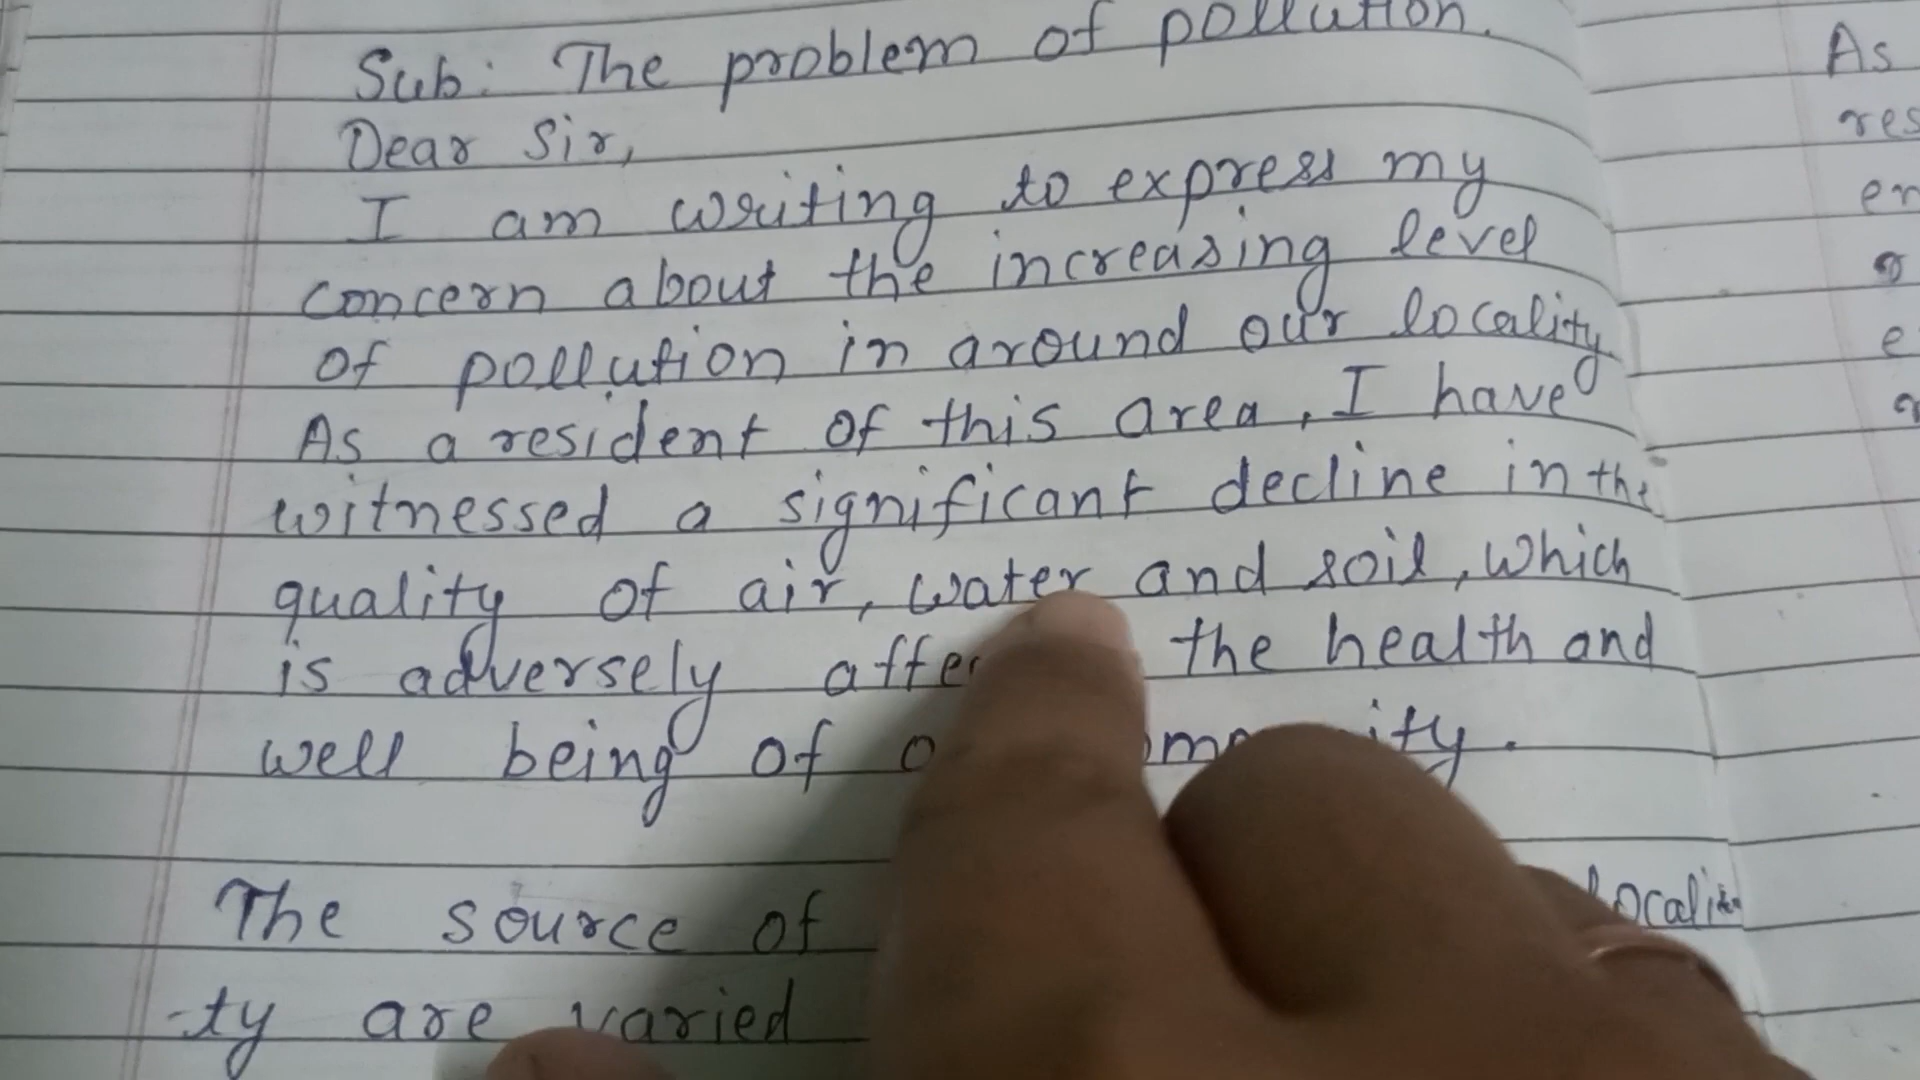 Sub: The problem of pollution.
Dear Sir,
I am writing to express my
concern about the increasing level
of pollution in around our locality
As a resident of this area, I have
witnessed a significant decline in the
quality of air, water and soil, which
is adversely the health and
well being of
The source of
-ty are varied
As